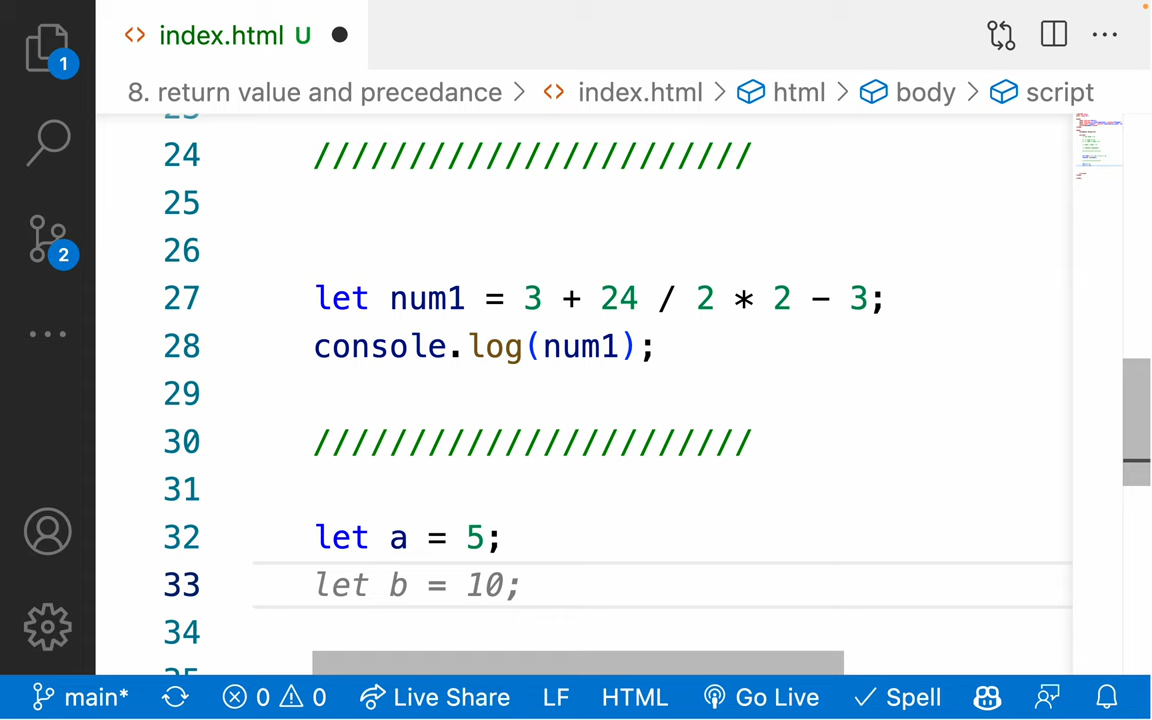 index.html U
1
8. return value and precedance > index.html > html > body > script
24 ///////////////////////
25
26
27 let num1 = 3 + 24 / 2 * 2 - 3;
28 console.log(num1);
29
30 ///////////////////////
31
32 let a = 5;
33 let b = 10;
34
2
main* 0 0 Live Share LF HTML Go Live Spell